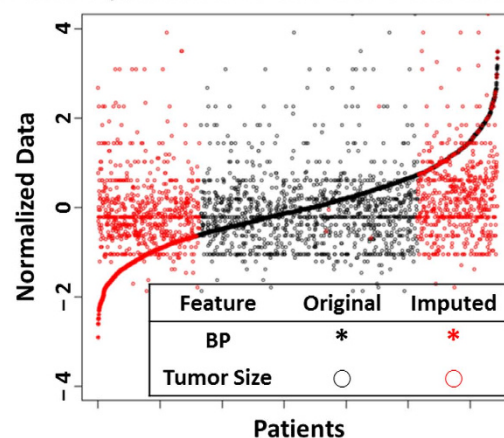 4
2
0
– 2
– 4
Normalized Data
Feature Original Imputed
BP * *
Tumor Size ○ ○
Patients